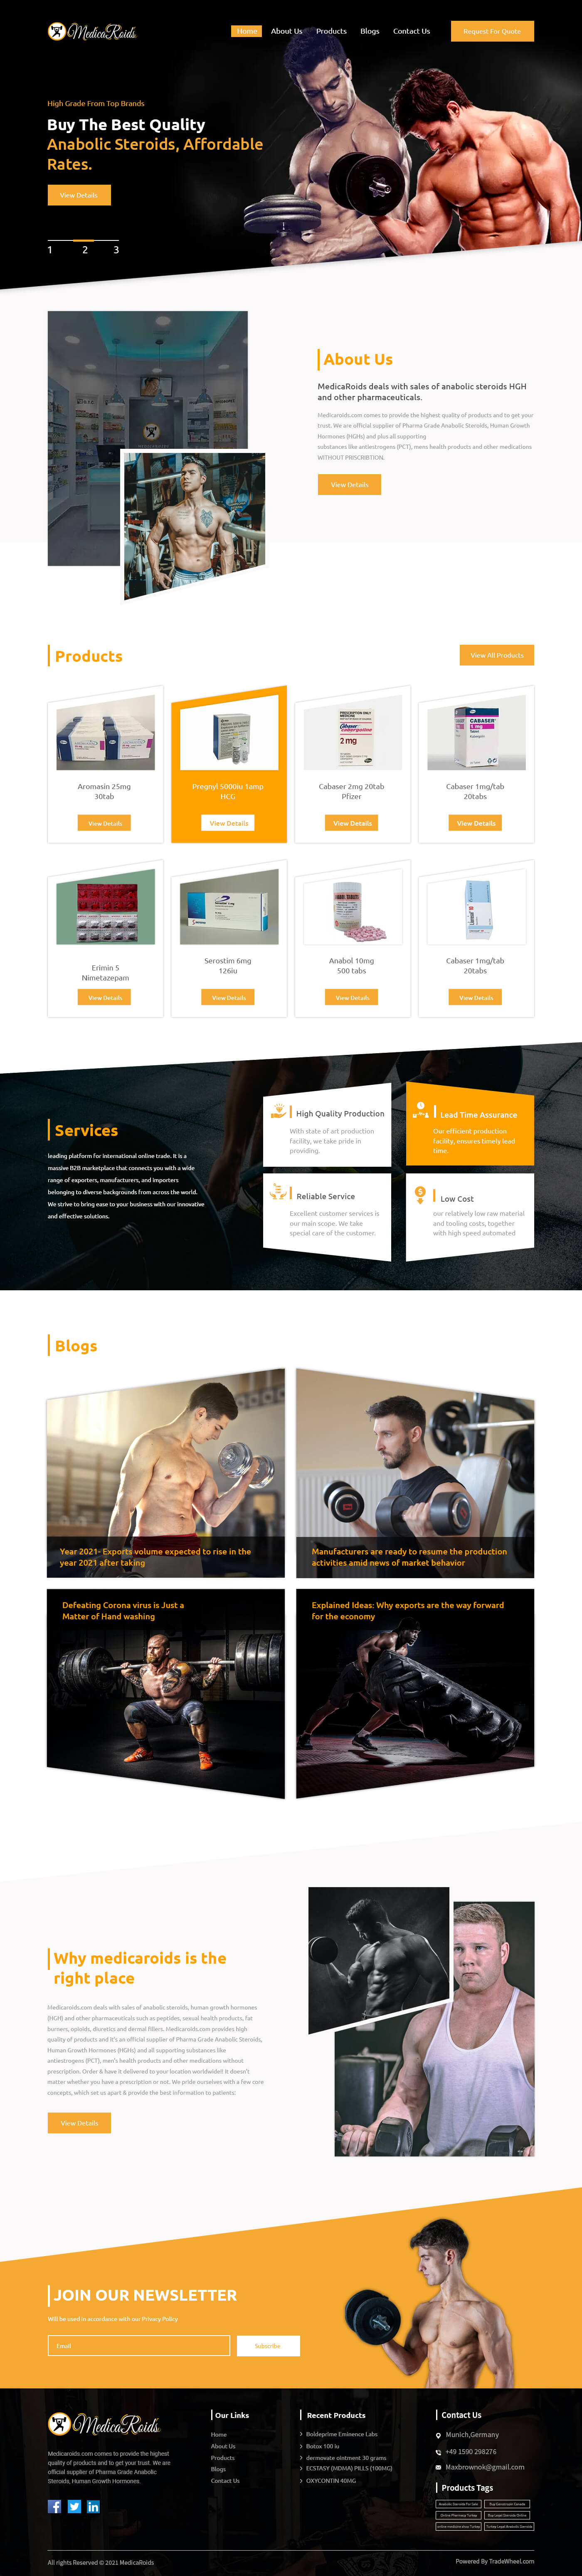 MedicaRoids
Home
About Us
Products
Blogs
Contact Us
Request For Quote
High Grade From Top Brands
Buy The Best Quality
Anabolic Steroids, Affordable
Rates.
View Details
1
2
3
About Us
MedicaRoids deals with sales of anabolic steroids HGH
and other pharmaceuticals.
Medicaroids.com comes to provide the highest quality of products and to get your
trust. We are official supplier of Pharma Grade Anabolic Steroids, Human Growth
Hormones (HGHs) and plus all supporting
substances like antiestrogens (PCT), mens health products and other medications
WITHOUT PRISCRIBTION.
View Details
Products
View All Products
Aromasin 25mg
30tab
View Details
Pregnyl 5000iu 1amp
HCG
View Details
2 mg
Cabaser 2mg 20tab
Pfizer
View Details
CABASER
1 mg
Cabaser 1mg/tab
20tabs
View Details
Erimin 5
Nimetazepam
View Details
Serostim 6mg
126iu
View Details
Anabol 10mg
500 tabs
View Details
Cabaser 1mg/tab
20tabs
View Details
Services
leading platform for international online trade. It is a
massive B2B marketplace that connects you with a wide
range of exporters, manufacturers, and importers
belonging to diverse backgrounds from across the world.
We strive to bring ease to your business with our innovative
and effective solutions.
High Quality Production
With state of art production
facility, we take pride in
providing.
Lead Time Assurance
Our efficient production
facility, ensures timely lead
time.
Reliable Service
Excellent customer services is
our main scope. We take
special care of the customer.
Low Cost
our relatively low raw material
and tooling costs, together
with high speed automated
Blogs
Year 2021- Exports volume expected to rise in the
year 2021 after taking
Manufacturers are ready to resume the production
activities amid news of market behavior
Defeating Corona virus is Just a
Matter of Hand washing
Explained Ideas: Why exports are the way forward
for the economy
Why medicaroids is the
right place
Medicaroids.com deals with sales of anabolic steroids, human growth hormones
(HGH) and other pharmaceuticals such as peptides, sexual health products, fat
burners, opioids, diuretics and dermal fillers. Medicaroids.com provides high
quality of products and it's an official supplier of Pharma Grade Anabolic Steroids,
Human Growth Hormones (HGHs) and all supporting substances like
antiestrogens (PCT), men's health products and other medications without
prescription. Order & have it delivered to your location worldwide!! It doesn't
matter whether you have a prescription or not. We pride ourselves with a few core
concepts, which set us apart & provide the best information to patients:
View Details
JOIN OUR NEWSLETTER
Will be used in accordance with our Privacy Policy
Email
Subscribe
MedicaRoids
Medicaroids.com comes to provide the highest
quality of products and to get your trust. We are
official supplier of Pharma Grade Anabolic
Steroids, Human Growth Hormones.
Our Links
Home
About Us
Products
Blogs
Contact Us
Recent Products
Boldeprime Eminence Labs
Botox 100 iu
dermovate ointment 30 grams
ECSTASY (MDMA) PILLS (100MG)
OXYCONTIN 40MG
Contact Us
Munich,Germany
+49 1590 298276
Maxbrownok@gmail.com
Products Tags
Anabolic Steroids For Sale
Online Pharmacy Turkey
Buy Legal Steroids Online
Turkey Legal Anabolic Steroids
All rights Reserved © 2021 MedicaRoids
Powered By TradeWheel.com